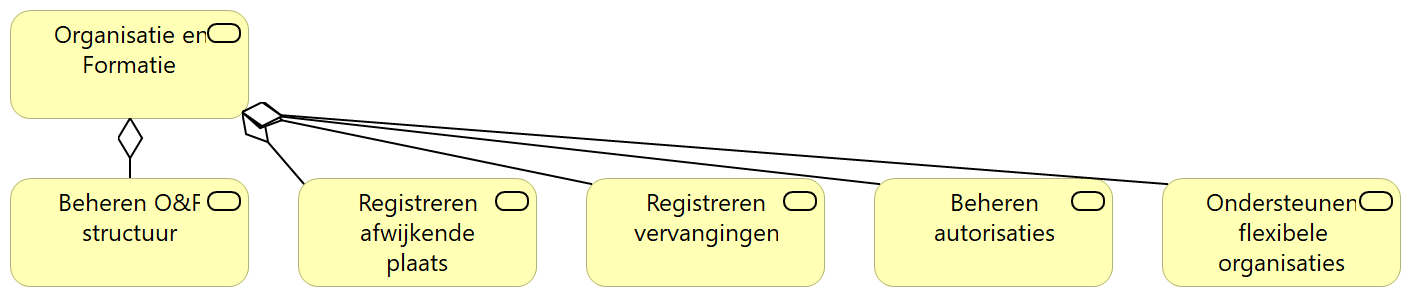 Organisatie en
Formatie
Beheren O&F
structuur
Registreren
afwijkende
plaats
Registreren
vervangingen
Beheren
autorisaties
Ondersteunen
flexibele
organisaties